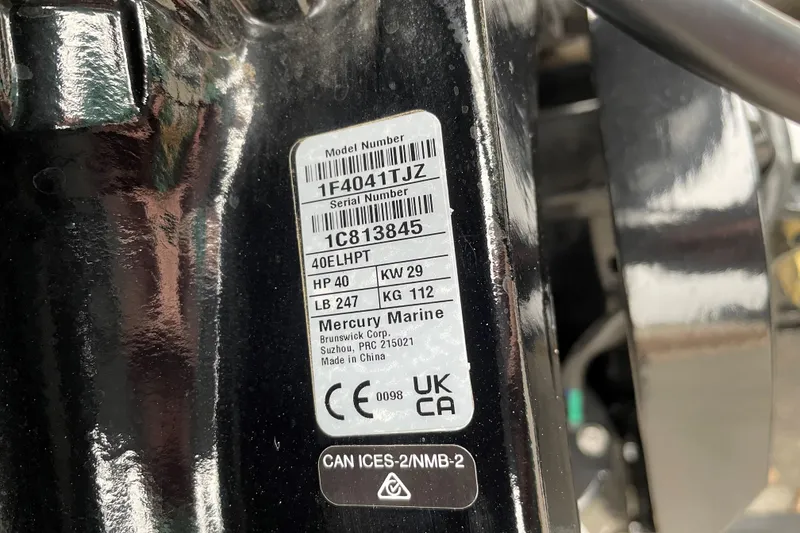 Model Number
1F4041TJZ
Serial Number
1C813845
40ELHPT
HP 40 KW 29
LB 247 KG 112
Mercury Marine
Brunswick Corp.
Suzhou, PRC 215021
Made in China
CE 0098 UK
CA
CAN ICES-2/NMB-2